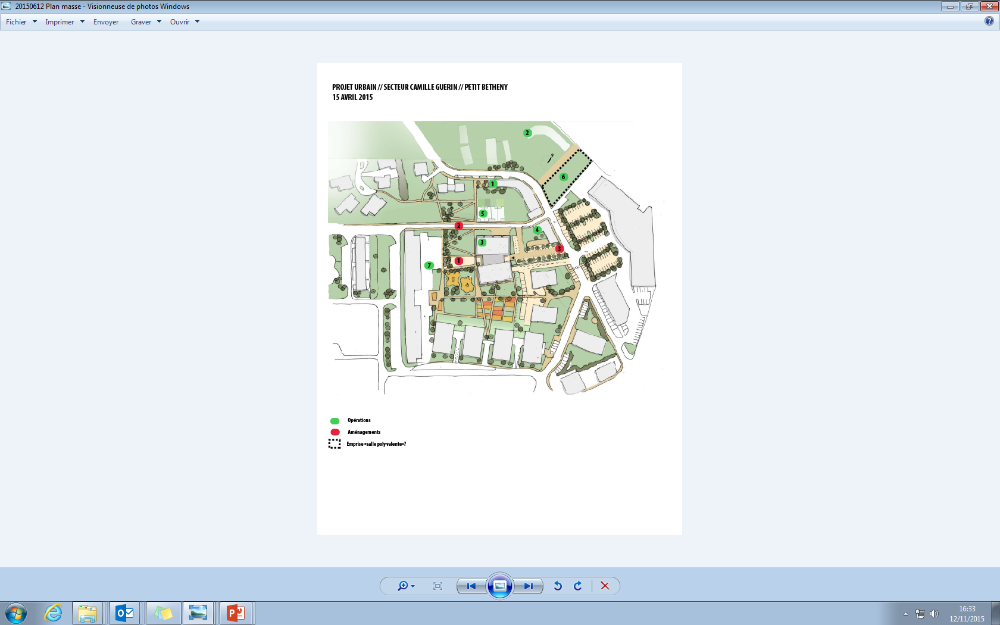 20150612 Plan masse - Visionneuse de photos Windows
Fichier Imprimer Envoyer Graver Ouvrir
PROJET URBAIN // SECTEUR CAMILLE GUERIN // PETIT BETHENY
15 AVRIL 2015
2
6
1
5
2
4
3
3
1
7
Opérations
Aménagements
Emprise «salle polyvalente»?
16:33
12/11/2015